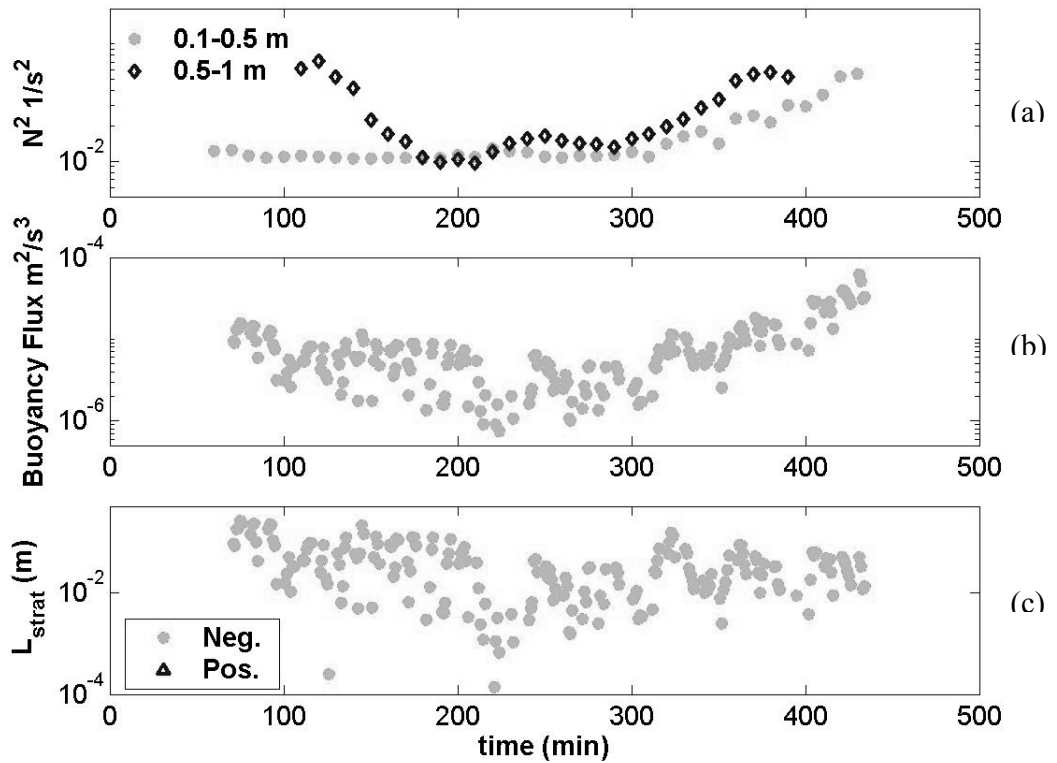 0.1-0.5 m
0.5-1 m
N² 1/s²
10⁻²
0 100 200 300 400 500
(a)
Buoyancy Flux m²/s³
10⁻⁴
10⁻⁶
0 100 200 300 400 500
(b)
L_strat (m)
10⁻²
10⁻⁴
Neg.
Pos.
0 100 200 300 400 500
time (min)
(c)